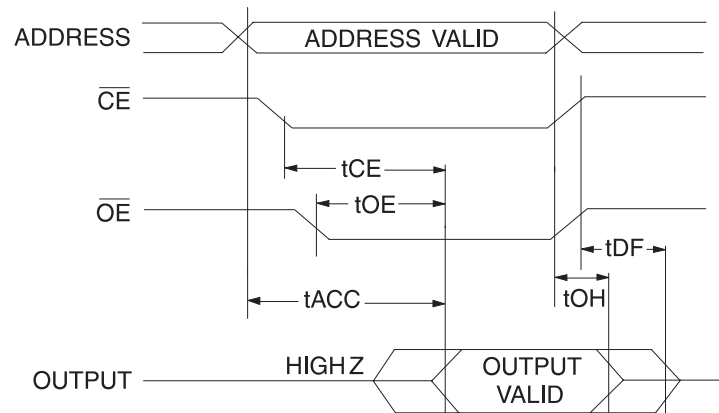 ADDRESS
ADDRESS VALID
CE
tCE
OE
tOE
tDF
tACC
tOH
OUTPUT
HIGH Z
OUTPUT
VALID